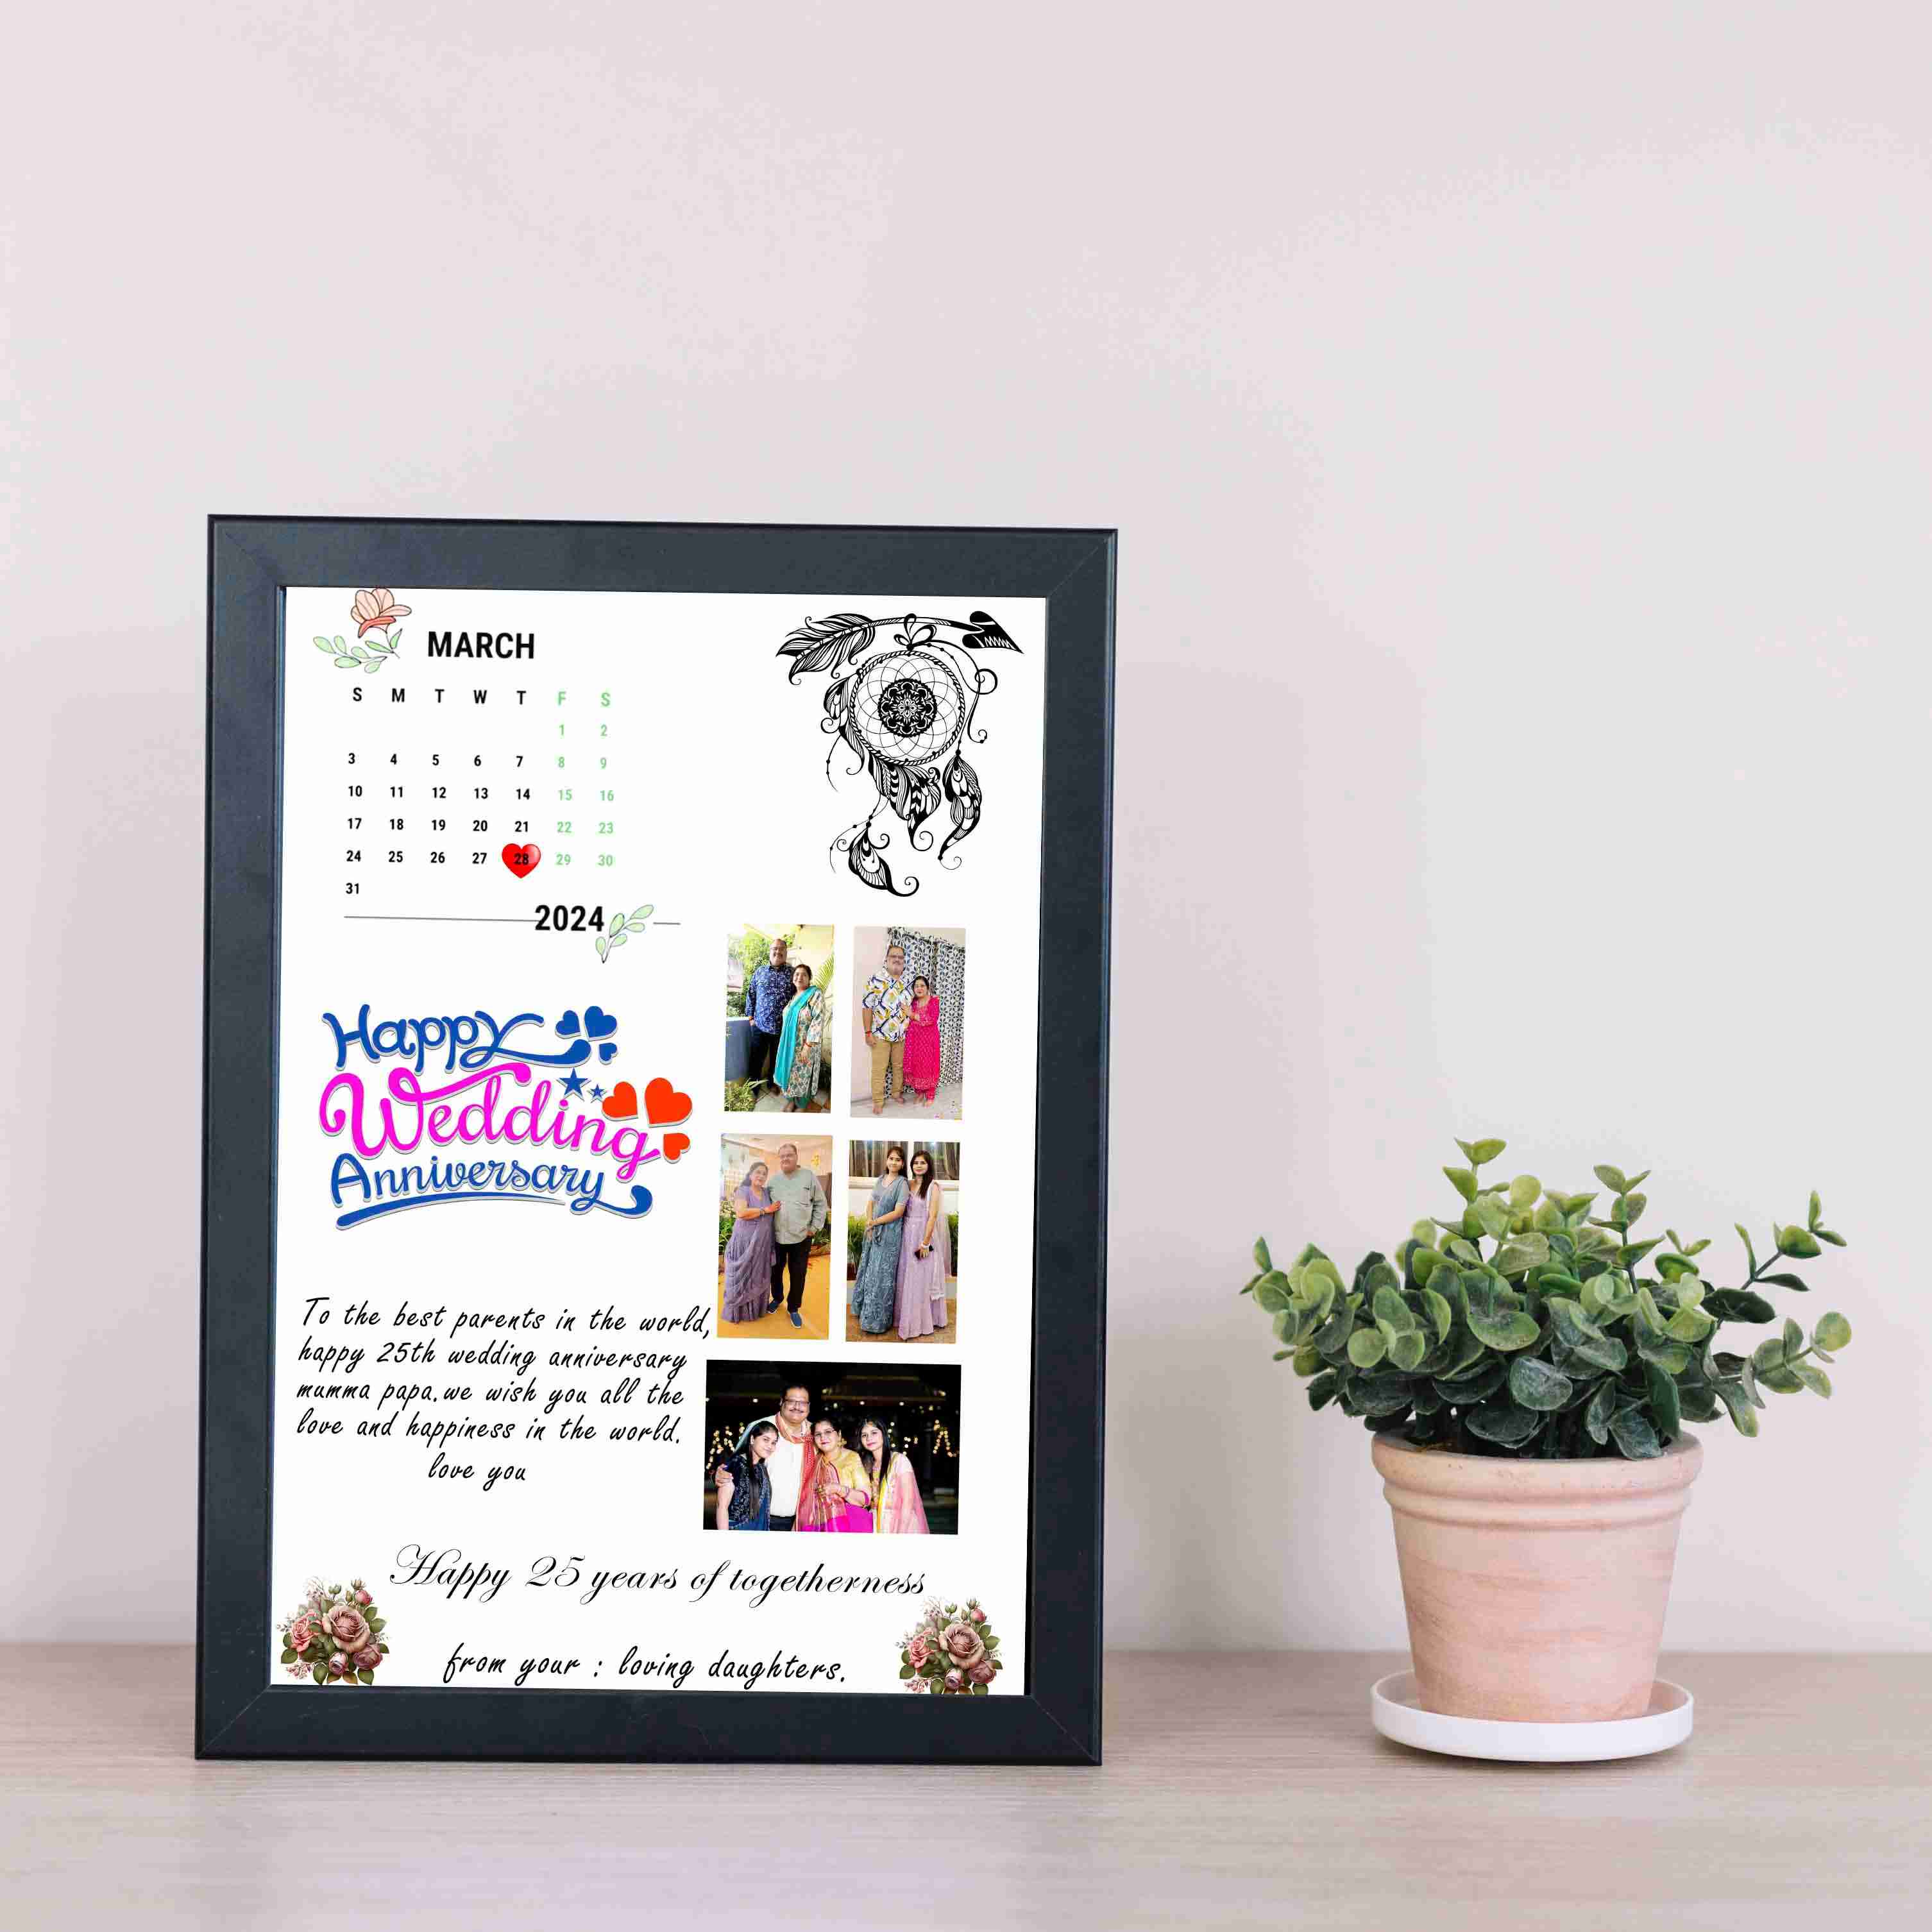 MARCH
S M T W T F S
1 2
3 4 5 6 7 8 9
10 11 12 13 14 15 16
17 18 19 20 21 22 23
24 25 26 27 28 29 30
31
2024
Happy
Wedding
Anniversary
To the best parents in the world,
happy 25th wedding anniversary
mumma papa.we wish you all the
love and happiness in the world.
love you
Happy 25 years of togetherness
from your : loving daughters.